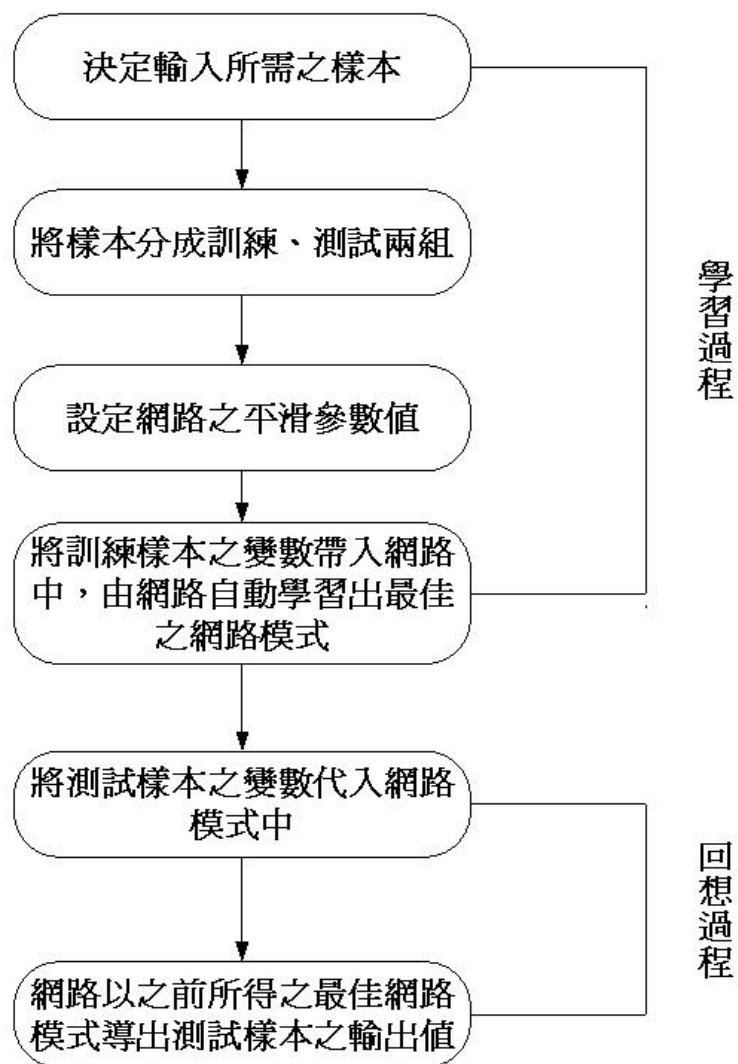 決定輸入所需之樣本
將樣本分成訓練、測試兩組
設定網路之平滑參數值
將訓練樣本之變數帶入網路
中，由網路自動學習出最佳
之網路模式
學習過程
將測試樣本之變數代入網路
模式中
網路以之前所得之最佳網路
模式導出測試樣本之輸出值
回想過程